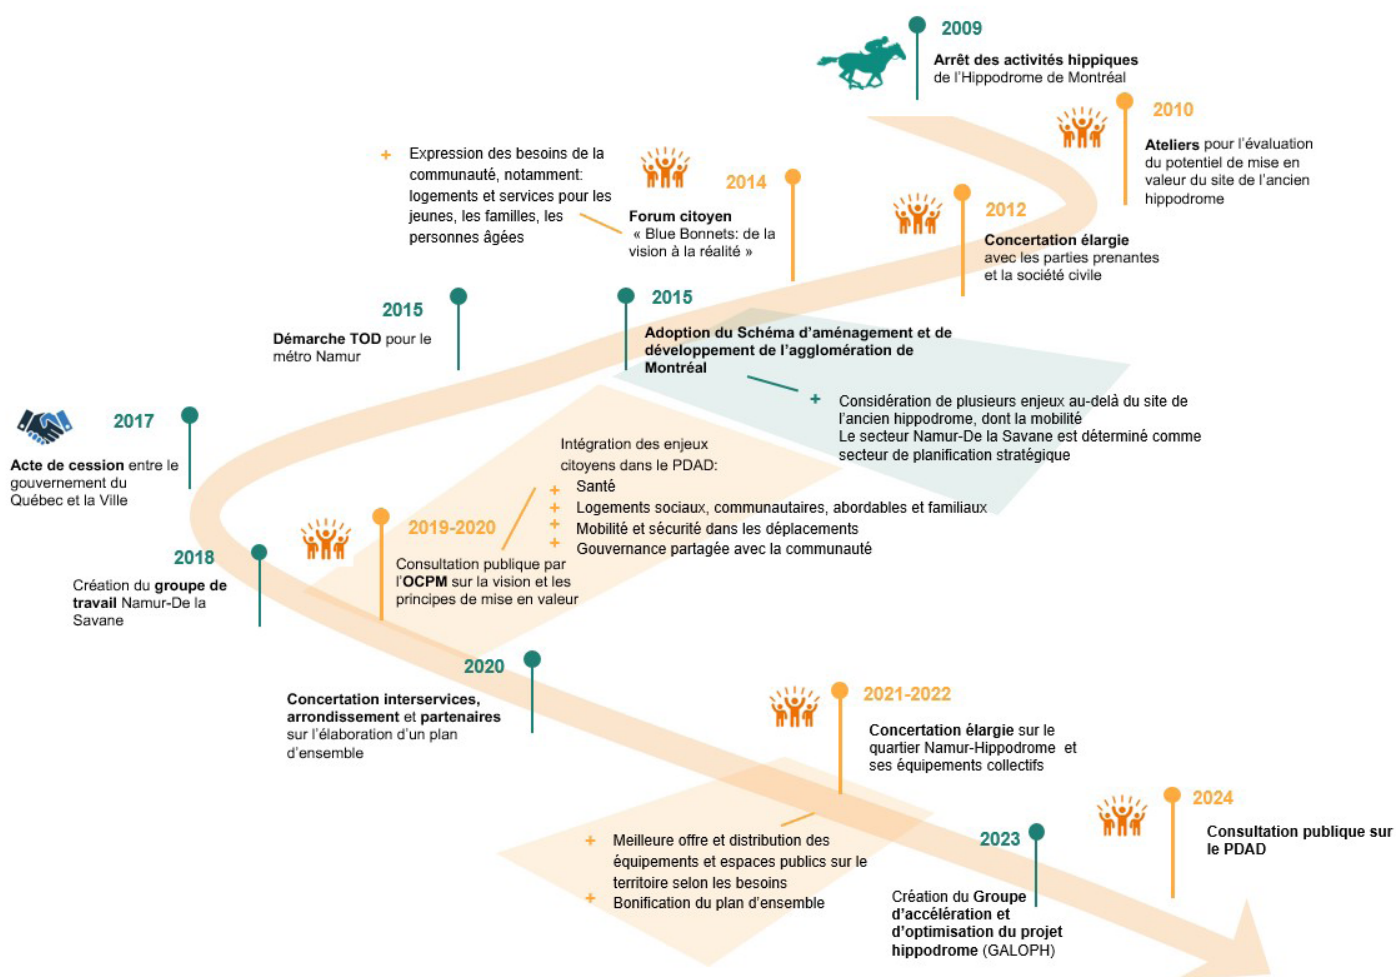 2009
Arrêt des activités hippiques
de l'Hippodrome de Montréal
2010
Ateliers pour l'évaluation
du potentiel de mise en
valeur du site de l'ancien
hippodrome
2012
Concertation élargie
avec les parties prenantes
et la société civile
2014
Forum citoyen
« Blue Bonnets: de la
vision à la réalité »
+ Expression des besoins de la
communauté, notamment:
logements et services pour les
jeunes, les familles, les
personnes âgées
2015
Adoption du Schéma d'aménagement et de
développement de l'agglomération de
Montréal
+ Considération de plusieurs enjeux au-delà du site de
l'ancien hippodrome, dont la mobilité
Le secteur Namur-De la Savane est déterminé comme
secteur de planification stratégique
2015
Démarche TOD pour le
métro Namur
2017
Acte de cession entre le
gouvernement du
Québec et la Ville
2018
Création du groupe de
travail Namur-De la
Savane
2019-2020
Consultation publique par
l'OCPM sur la vision et les
principes de mise en valeur
Intégration des enjeux
citoyens dans le PDAD:
+ Santé
+ Logements sociaux, communautaires, abordables et familiaux
+ Mobilité et sécurité dans les déplacements
+ Gouvernance partagée avec la communauté
2020
Concertation interservices,
arrondissement et partenaires
sur l'élaboration d'un plan
d'ensemble
2021-2022
Concertation élargie sur le
quartier Namur-Hippodrome et
ses équipements collectifs
+ Meilleure offre et distribution des
équipements et espaces publics sur le
territoire selon les besoins
+ Bonification du plan d'ensemble
2023
Création du Groupe
d'accélération et
d'optimisation du projet
hippodrome (GALOPH)
2024
Consultation publique sur
le PDAD